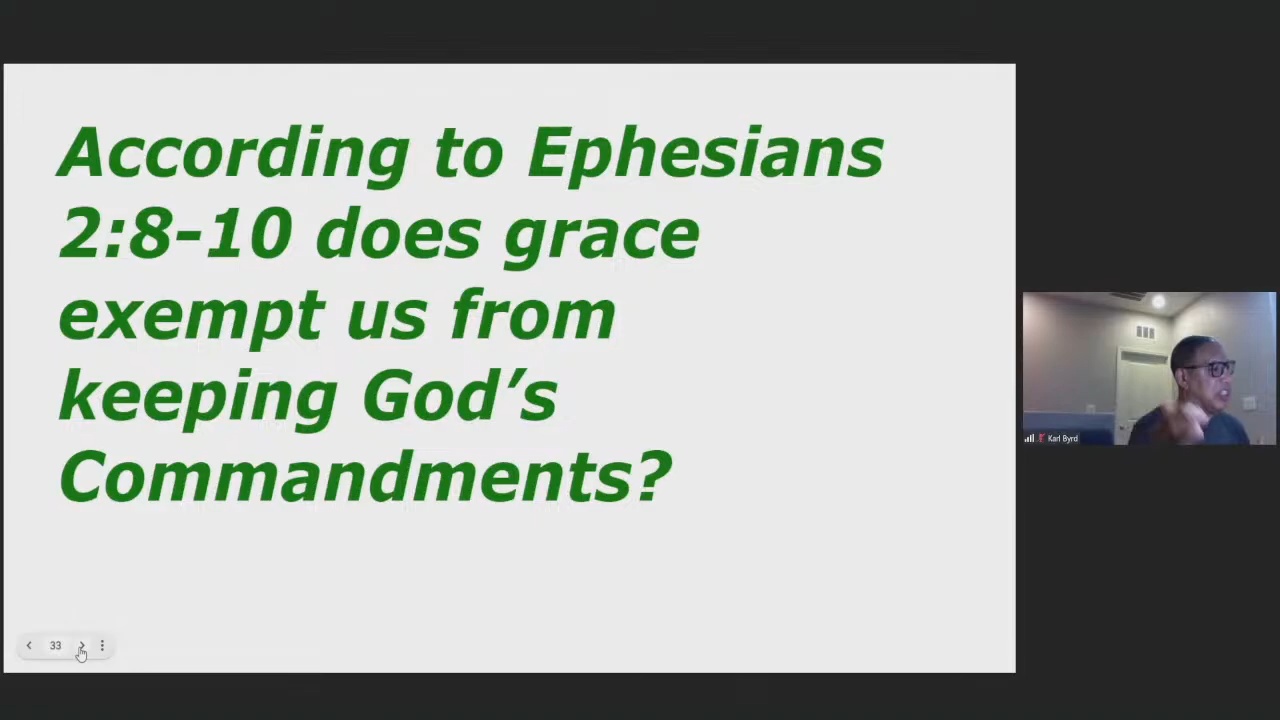 According to Ephesians
2:8-10 does grace
exempt us from
keeping God’s
Commandments?
Karl Byrd
33